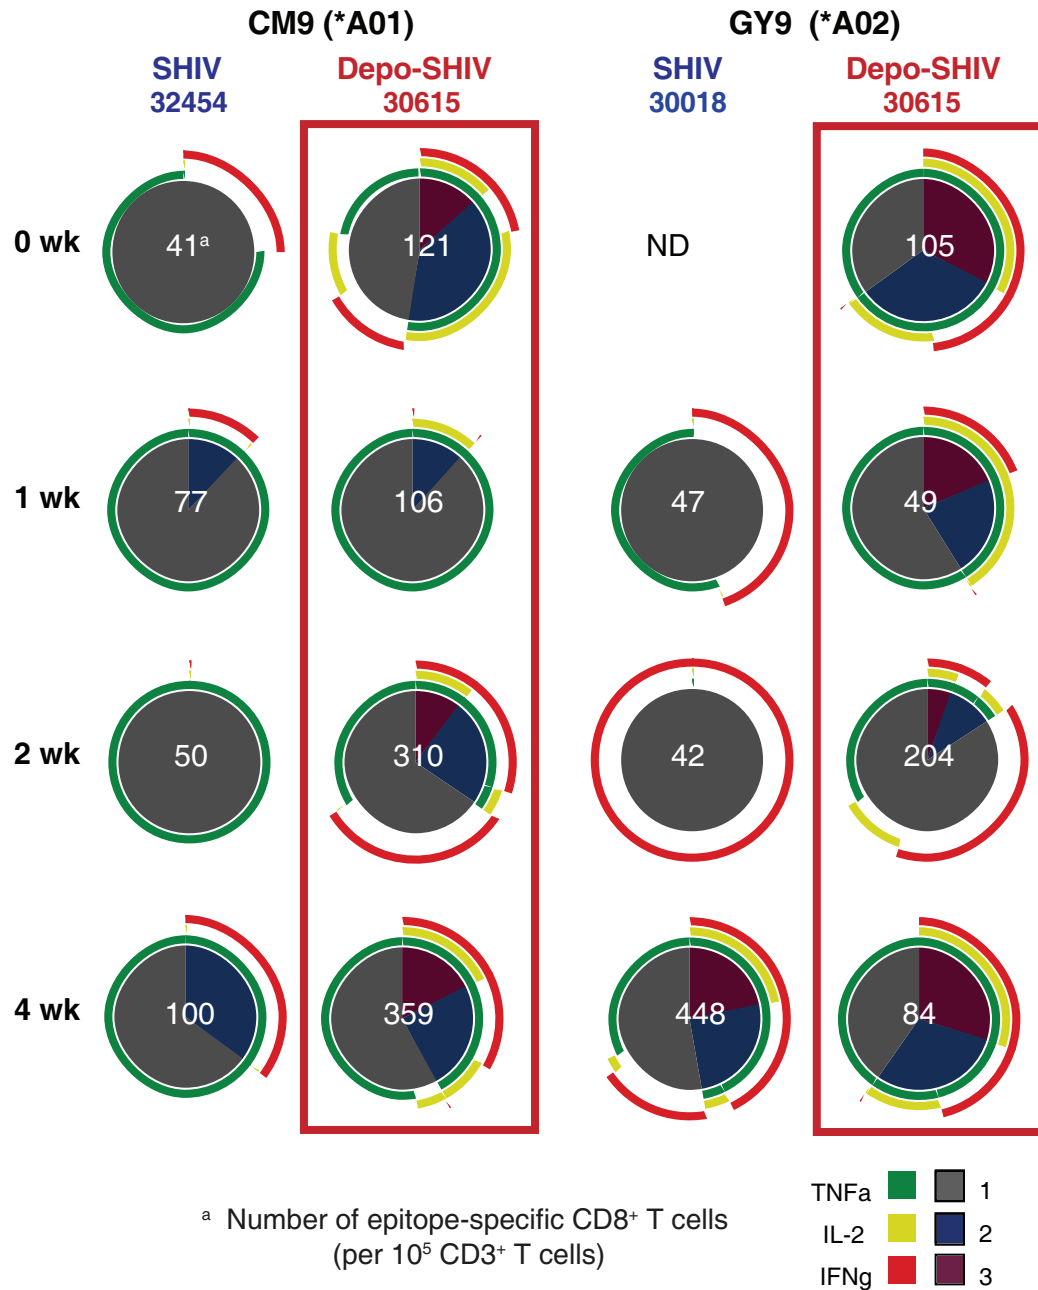 CM9 (*A01) GY9 (*A02)
SHIV Depo-SHIV SHIV Depo-SHIV
32454 30615 30018 30615
0 wk 41ᵃ 121 ND 105
1 wk 77 106 47 49
2 wk 50 310 42 204
4 wk 100 359 448 84
TNFa 1
ᵃ Number of epitope-specific CD8⁺ T cells
IL-2 2
(per 10⁵ CD3⁺ T cells)
IFNg 3